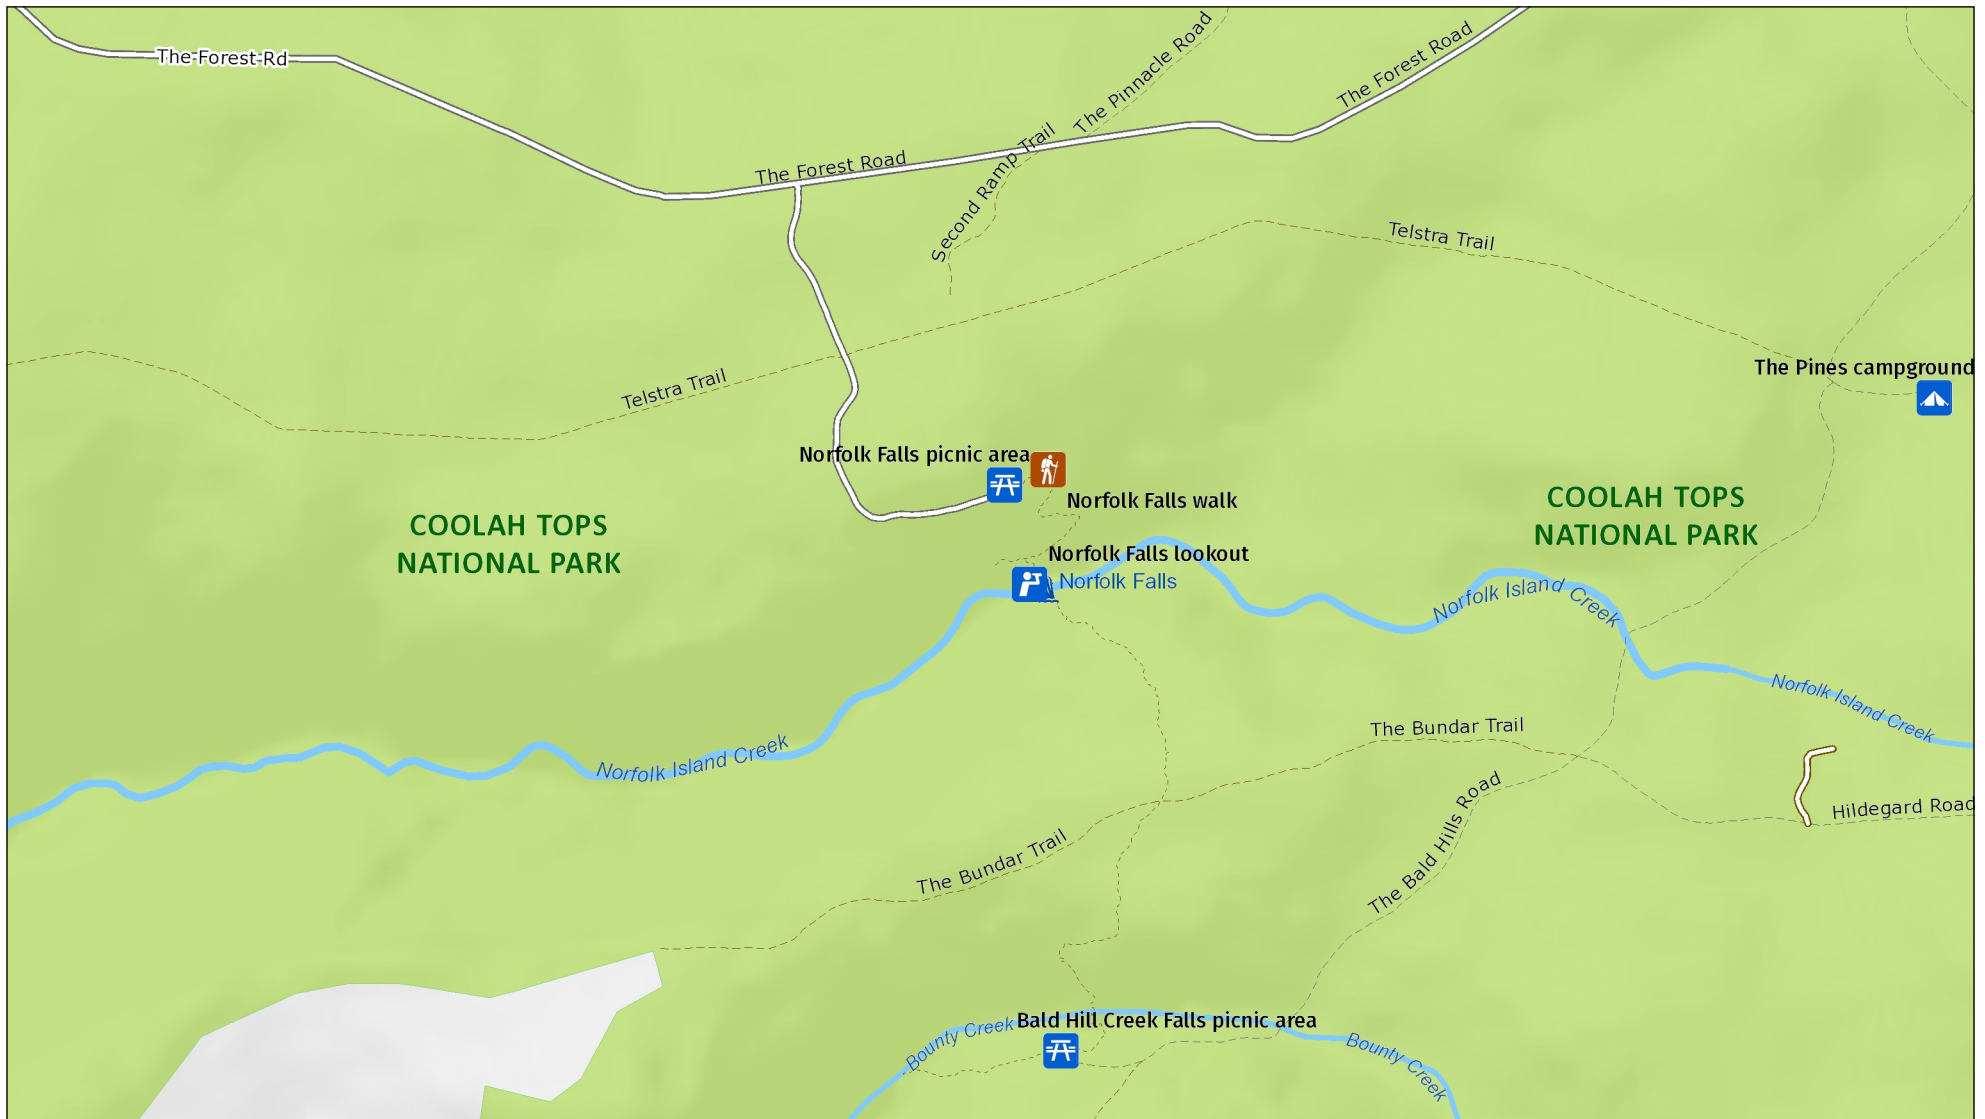 The Forest Rd
The Pinnacle Road
The Forest Road
Second Ramp Trail
The Forest Road
Telstra Trail
Telstra Trail
The Pines campground
Norfolk Falls picnic area
Norfolk Falls walk
COOLAH TOPS
NATIONAL PARK
COOLAH TOPS
NATIONAL PARK
Norfolk Falls lookout
Norfolk Falls
Norfolk Island Creek
Norfolk Island Creek
Norfolk Island Creek
The Bundar Trail
Hildegard Road
The Bald Hills Road
The Bundar Trail
Bounty Creek
Bald Hill Creek Falls picnic area
Bounty Creek